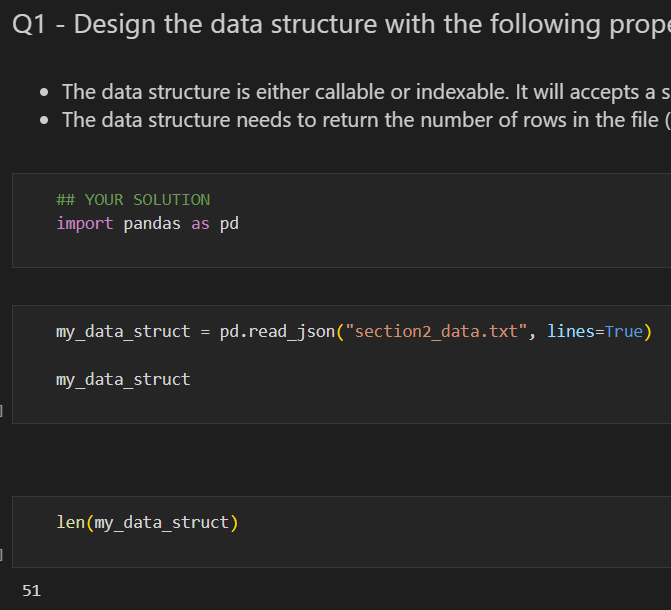 Q1 - Design the data structure with the following prope
• The data structure is either callable or indexable. It will accepts a s
• The data structure needs to return the number of rows in the file (
## YOUR SOLUTION
import pandas as pd
my_data_struct = pd.read_json("section2_data.txt", lines=True)
my_data_struct
]
len(my_data_struct)
]
51